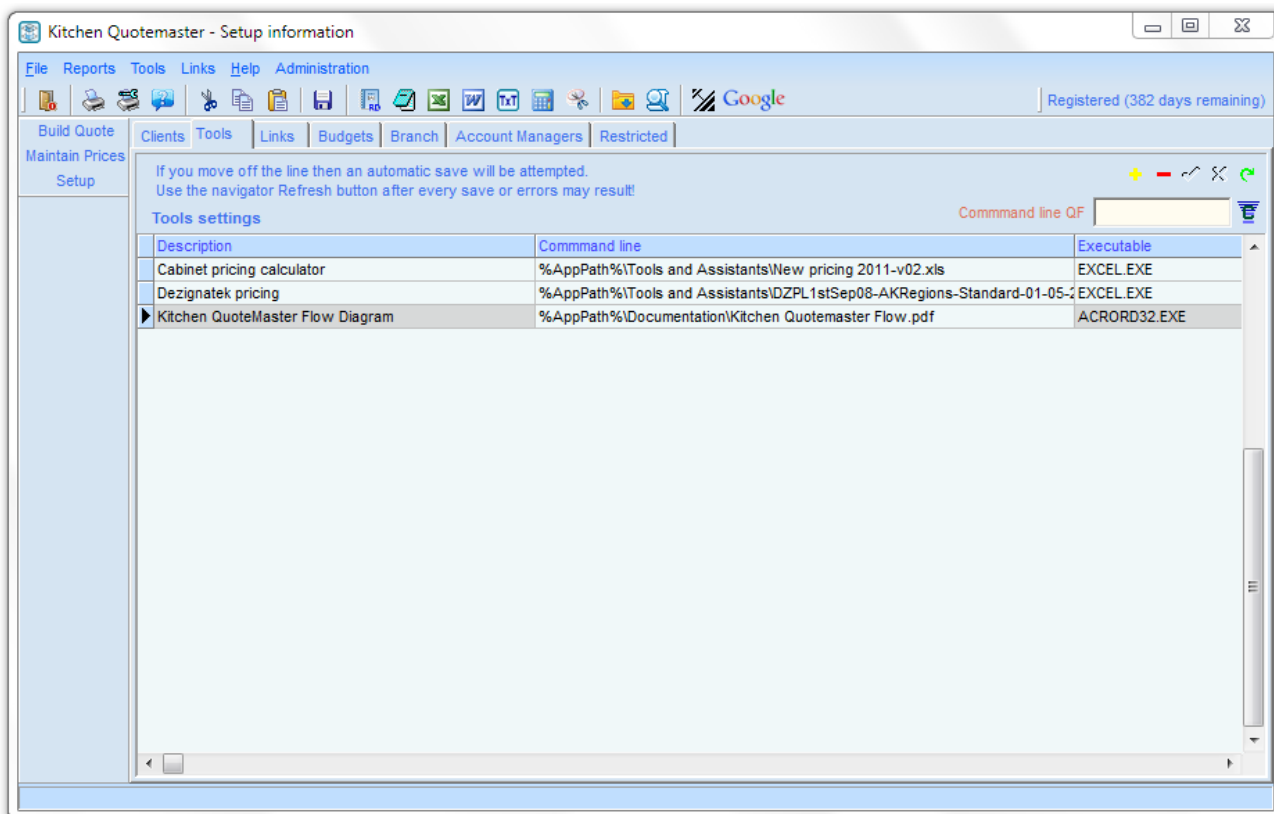 Kitchen Quotemaster - Setup information
File Reports Tools Links Help Administration
Google
Registered (382 days remaining)
Build Quote
Maintain Prices
Setup
Clients Tools Links Budgets Branch Account Managers Restricted
If you move off the line then an automatic save will be attempted.
Use the navigator Refresh button after every save or errors may result!
Tools settings
Commmand line QF
Description Commmand line Executable
Cabinet pricing calculator %AppPath%\Tools and Assistants\New pricing 2011-v02.xls EXCEL.EXE
Dezignatek pricing %AppPath%\Tools and Assistants\DZPL1stSep08-AKRegions-Standard-01-05-2 EXCEL.EXE
Kitchen QuoteMaster Flow Diagram %AppPath%\Documentation\Kitchen Quotemaster Flow.pdf ACRORD32.EXE